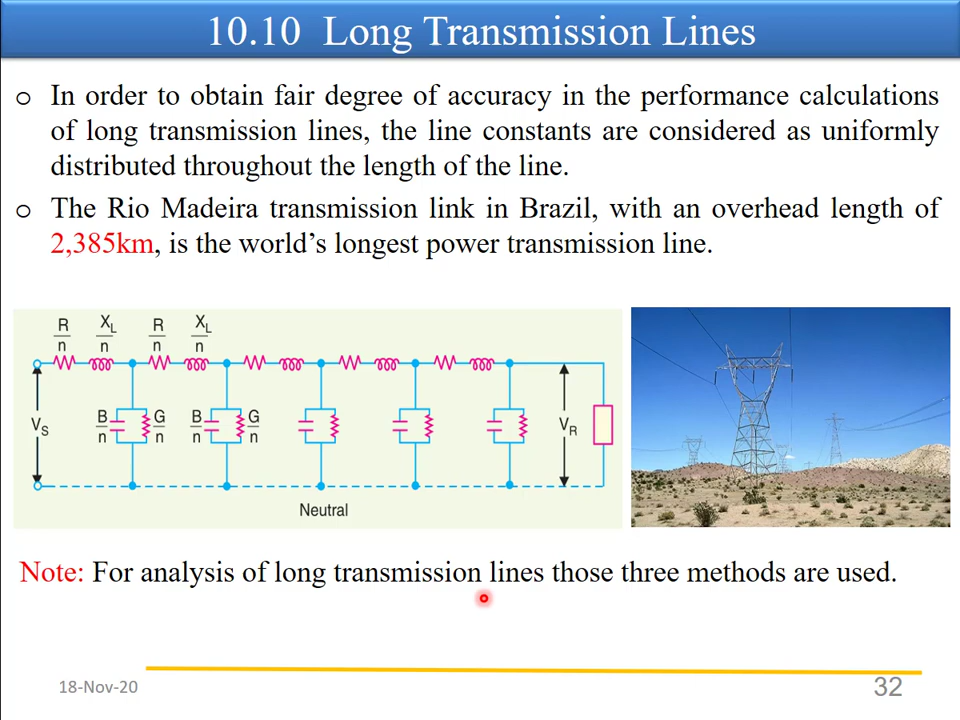 10.10 Long Transmission Lines
o In order to obtain fair degree of accuracy in the performance calculations
of long transmission lines, the line constants are considered as uniformly
distributed throughout the length of the line.
o The Rio Madeira transmission link in Brazil, with an overhead length of
2,385km, is the world's longest power transmission line.
R/n XL/n R/n XL/n
B/n G/n B/n G/n
VS VR
Neutral
Note: For analysis of long transmission lines those three methods are used.
18-Nov-20 32